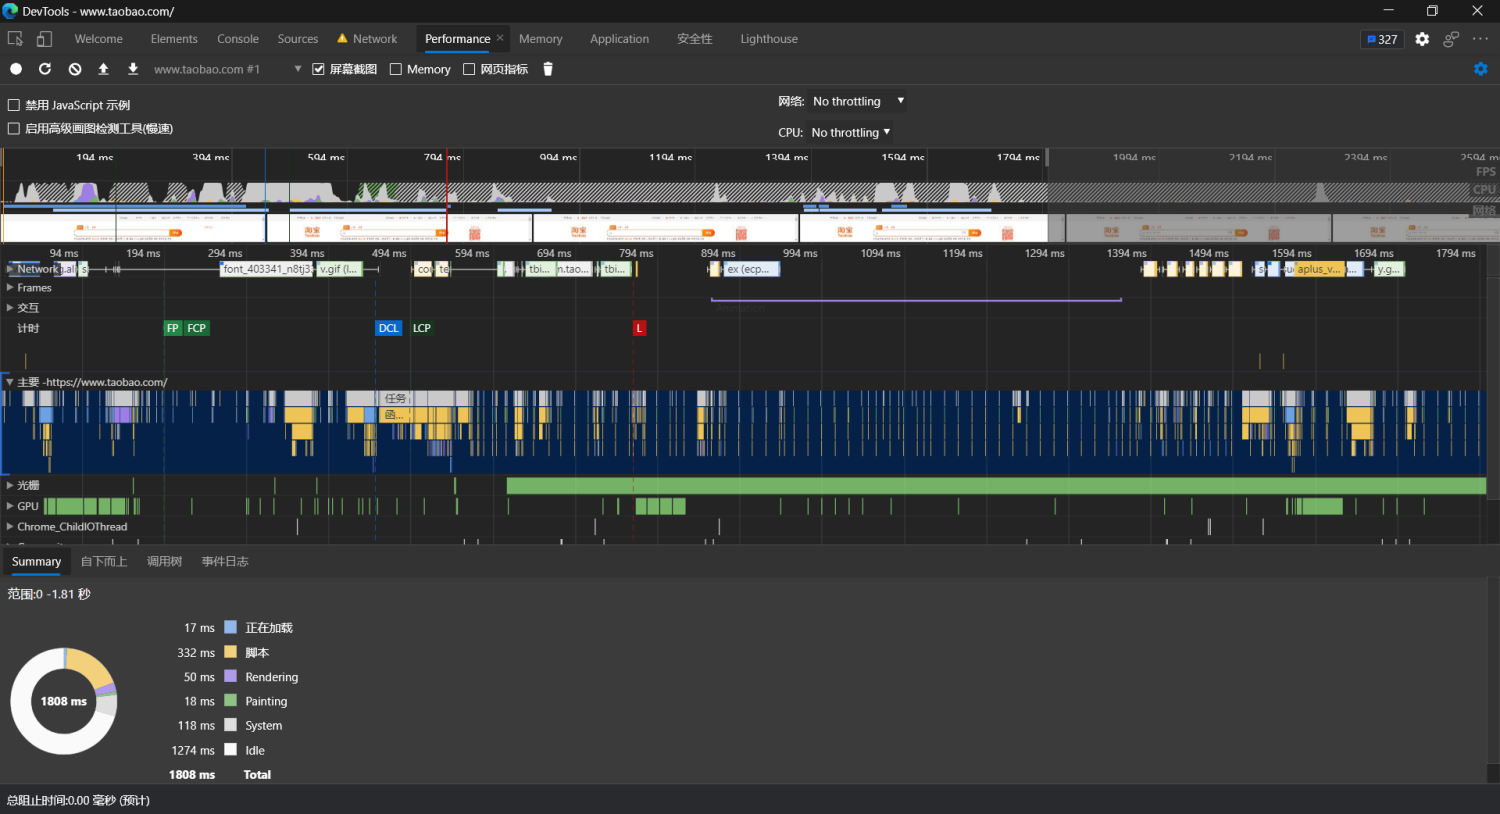 DevTools - www.taobao.com/
Welcome Elements Console Sources Network Performance Memory Application 安全性 Lighthouse 327
www.taobao.com #1 屏幕截图 Memory 网页指标
禁用 JavaScript 示例
网络: No throttling
启用高级画图检测工具(慢速)
CPU: No throttling
194 ms 394 ms 594 ms 794 ms 994 ms 1194 ms 1394 ms 1594 ms 1794 ms 1994 ms 2194 ms 2394 ms 2594 ms
FPS
CPU
网络
94 ms 194 ms 294 ms 394 ms 494 ms 594 ms 694 ms 794 ms 894 ms 994 ms 1094 ms 1194 ms 1294 ms 1394 ms 1494 ms 1594 ms 1694 ms 1794 ms
Network g.al s font_403341_n8tj3 v.gif (l... cou te tbi... n.tao... tbi... ex (ecp... s aplus_v... l... y.g...
Frames
交互
Animation
计时 FP FCP DCL LCP L
主要 -https://www.taobao.com/
任务
函...
光栅
GPU
Chrome_ChildIOThread
Summary 自下而上 调用树 事件日志
范围:0 -1.81 秒
17 ms 正在加载
332 ms 脚本
50 ms Rendering
1808 ms
18 ms Painting
118 ms System
1274 ms Idle
1808 ms Total
总阻止时间:0.00 毫秒 (预计)